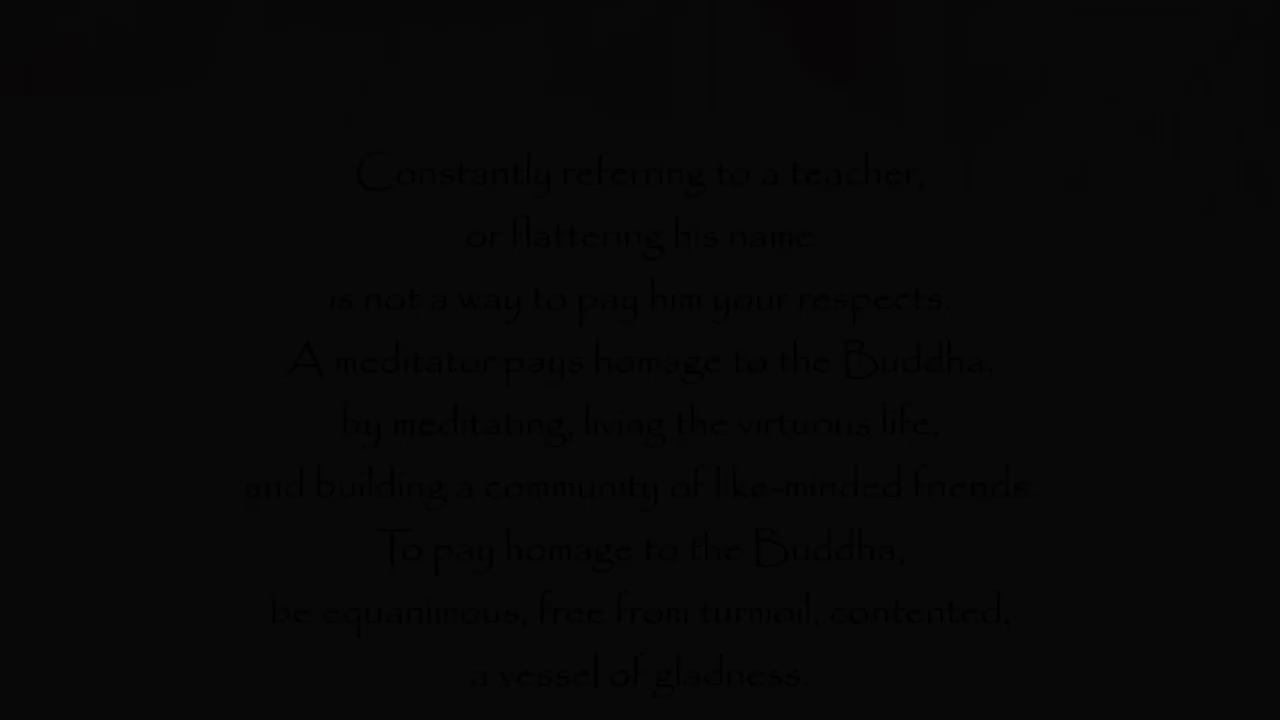 Constantly referring to a teacher,
or flattering his name
is not a way to pay him your respects.
A meditator pays homage to the Buddha,
by meditating, living the virtuous life,
and building a community of like-minded friends.
To pay homage to the Buddha,
be equanimous, free from turmoil, contented,
a vessel of gladness.